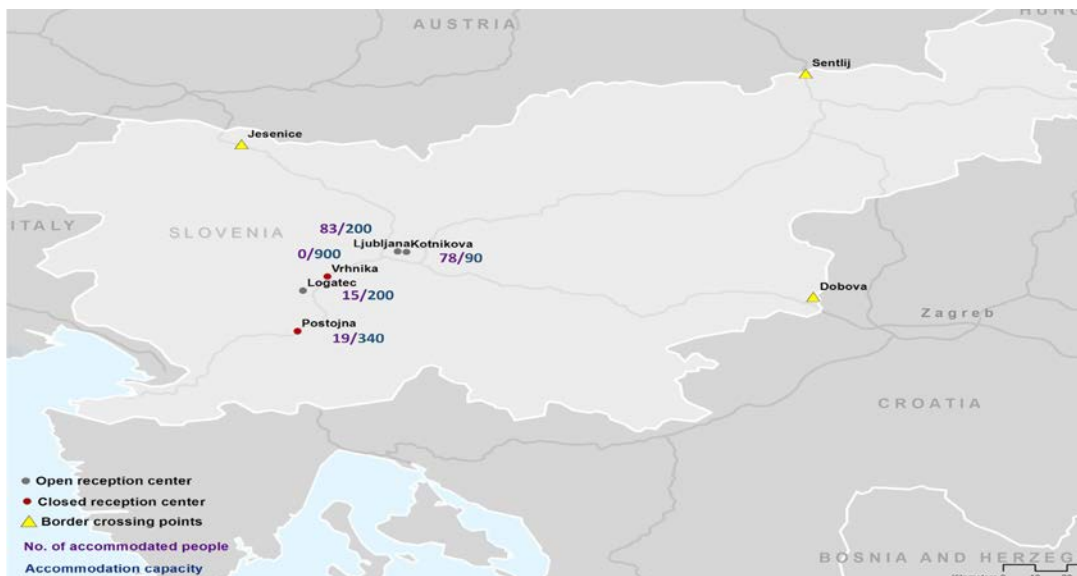 AUSTRIA
Sentlij
Jesenice
ITALY
SLOVENIA
83/200
Ljubljana
Kotnikova
0/900
78/90
Vrhnika
Logatec
15/200
Dobova
Zagreb
Postojna
19/340
CROATIA
Open reception center
Closed reception center
Border crossing points
No. of accommodated people
Accommodation capacity
BOSNIA AND HERZEG